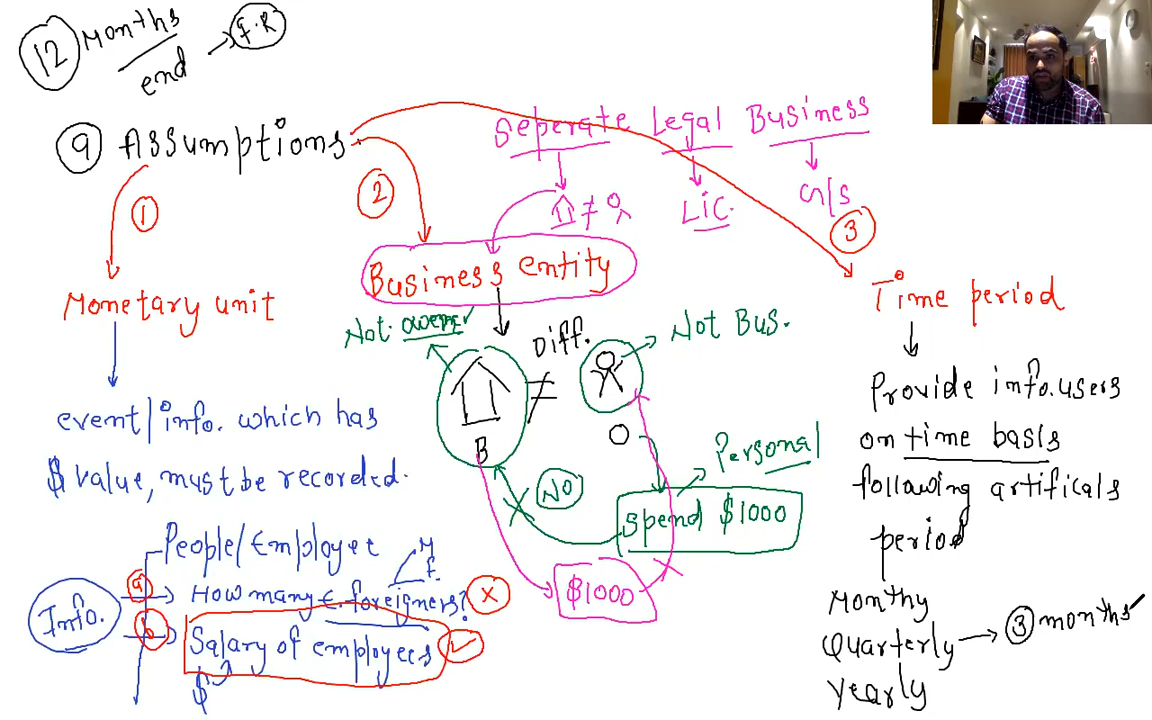 12 Months
end
F.R
9 Assumptions
1
2
3
Seperate Legal Business
LiC.
G/S
Monetary unit
event/info. which has
$ value, must be recorded.
Info.
People/Employee
a
How many E. foreigners?
M
F.
X
b
Salary of employees
$
Business entity
Not owner
Diff.
Not Bus.
B
O
≠
No
Personal
Spend $1000
$1000
Time period
Provide info. users
on time basis
following artificals
period
Monthy
Quarterly
3 months
Yearly